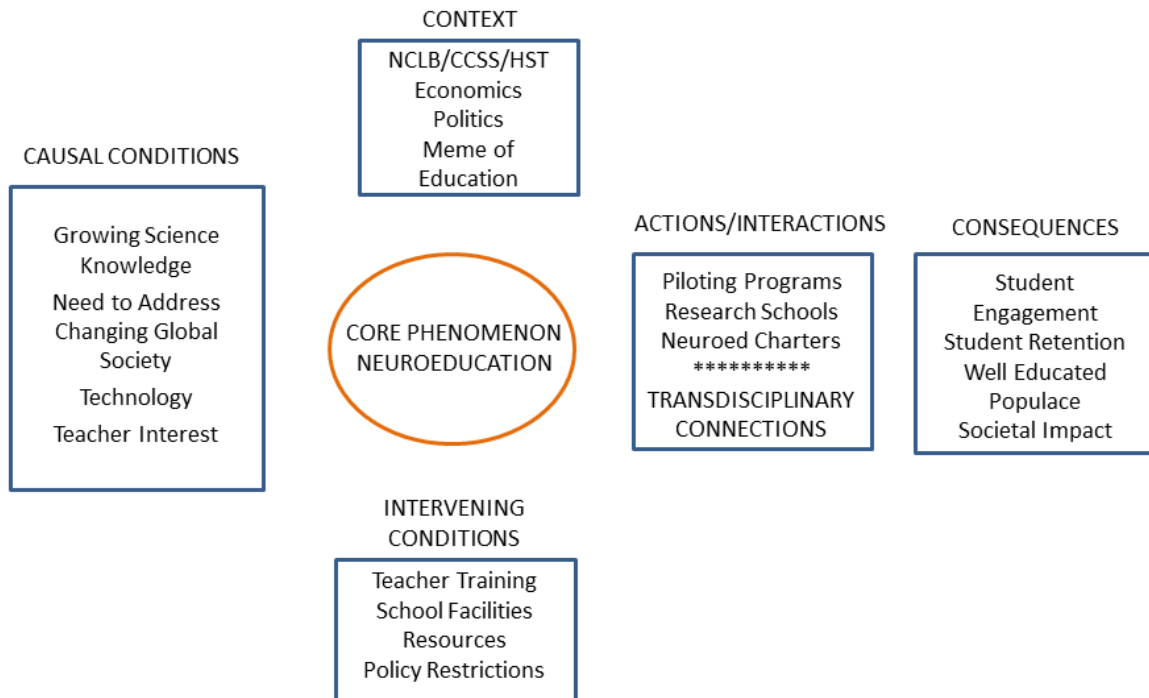 CONTEXT
NCLB/CCSS/HST
Economics
Politics
Meme of
Education
CAUSAL CONDITIONS
Growing Science
Knowledge
Need to Address
Changing Global
Society
Technology
Teacher Interest
CORE PHENOMENON
NEUROEDUCATION
ACTIONS/INTERACTIONS
Piloting Programs
Research Schools
Neuroed Charters
**********
TRANSDISCIPLINARY
CONNECTIONS
CONSEQUENCES
Student
Engagement
Student Retention
Well Educated
Populace
Societal Impact
INTERVENING
CONDITIONS
Teacher Training
School Facilities
Resources
Policy Restrictions